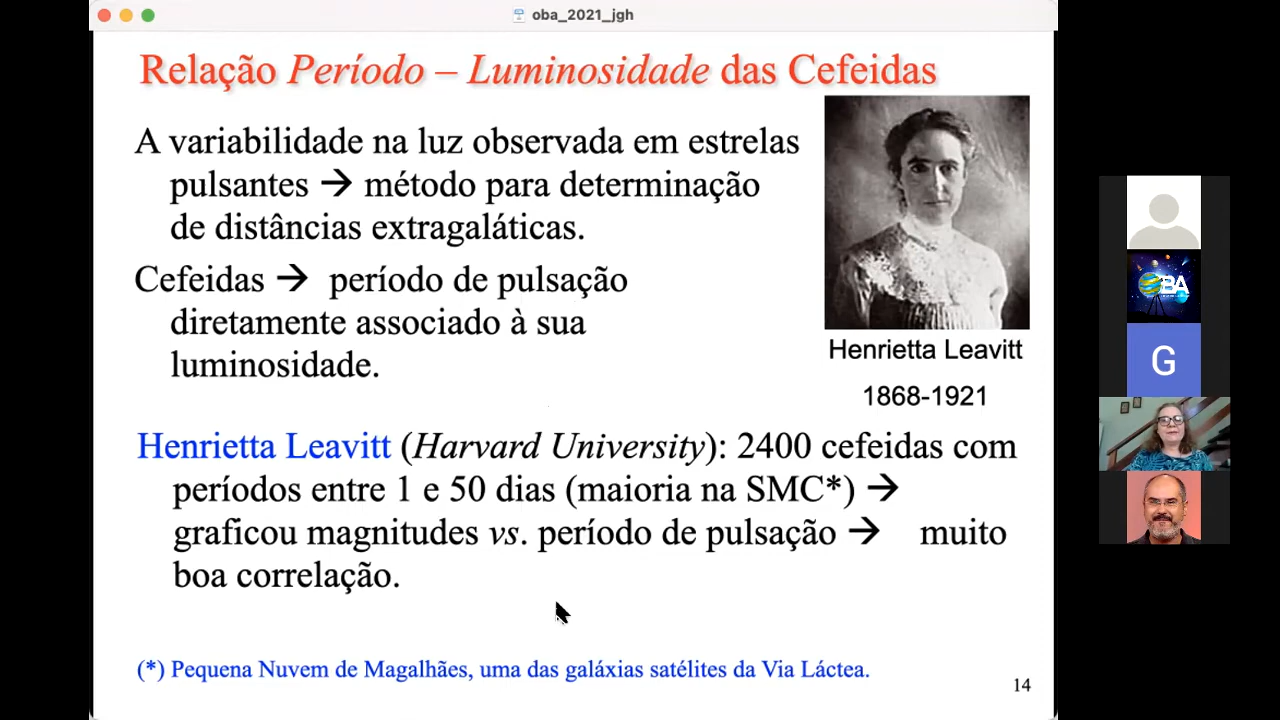 oba_2021_jgh
Relação Período – Luminosidade das Cefeidas
A variabilidade na luz observada em estrelas
pulsantes → método para determinação
de distâncias extragaláticas.
Cefeidas → período de pulsação
diretamente associado à sua
luminosidade.
Henrietta Leavitt
1868-1921
Henrietta Leavitt (Harvard University): 2400 cefeidas com
períodos entre 1 e 50 dias (maioria na SMC*) →
graficou magnitudes vs. período de pulsação → muito
boa correlação.
(*) Pequena Nuvem de Magalhães, uma das galáxias satélites da Via Láctea.
14
OBA
G